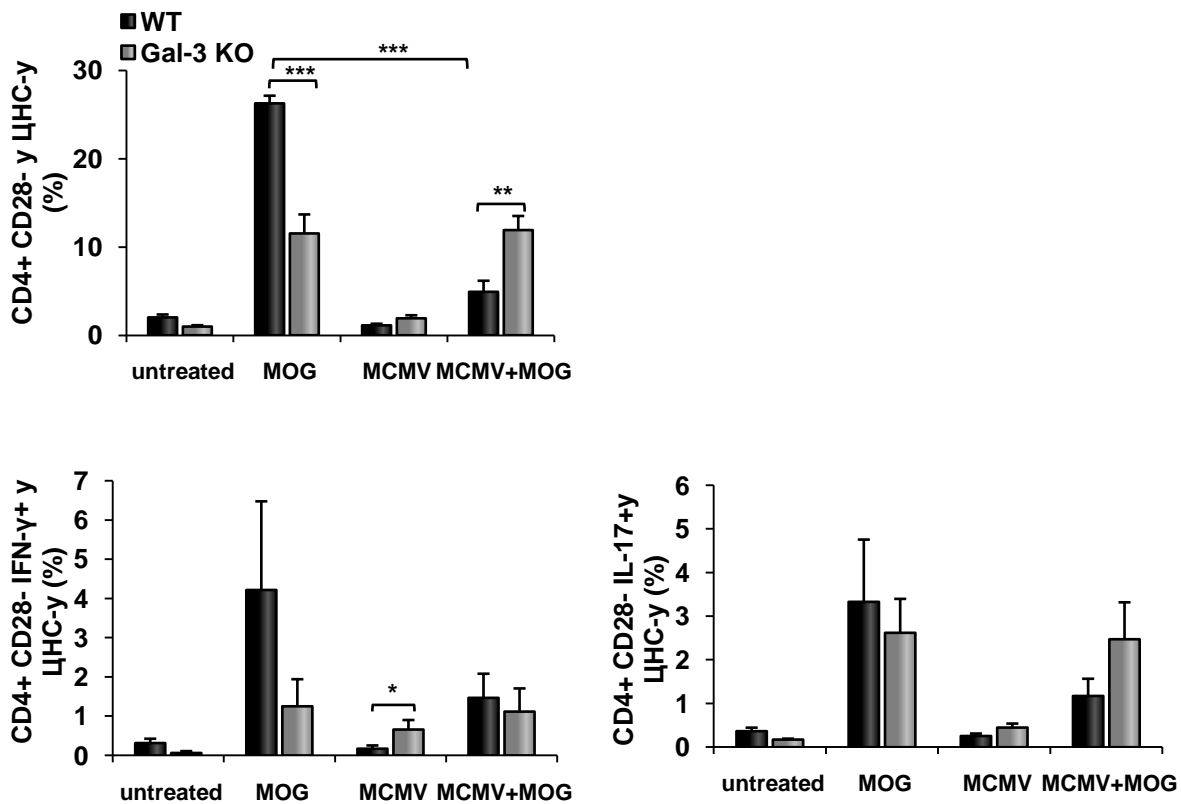 WT
Gal-3 KO
CD4+ CD28- у ЦНС-у
(%)
30
20
10
0
***
***
**
untreated
MOG
MCMV
MCMV+MOG
CD4+ CD28- IFN-γ+ у
ЦНС-у (%)
7
6
5
4
3
2
1
0
*
untreated
MOG
MCMV
MCMV+MOG
CD4+ CD28- IL-17+у
ЦНС-у (%)
6
5
4
3
2
1
0
untreated
MOG
MCMV
MCMV+MOG